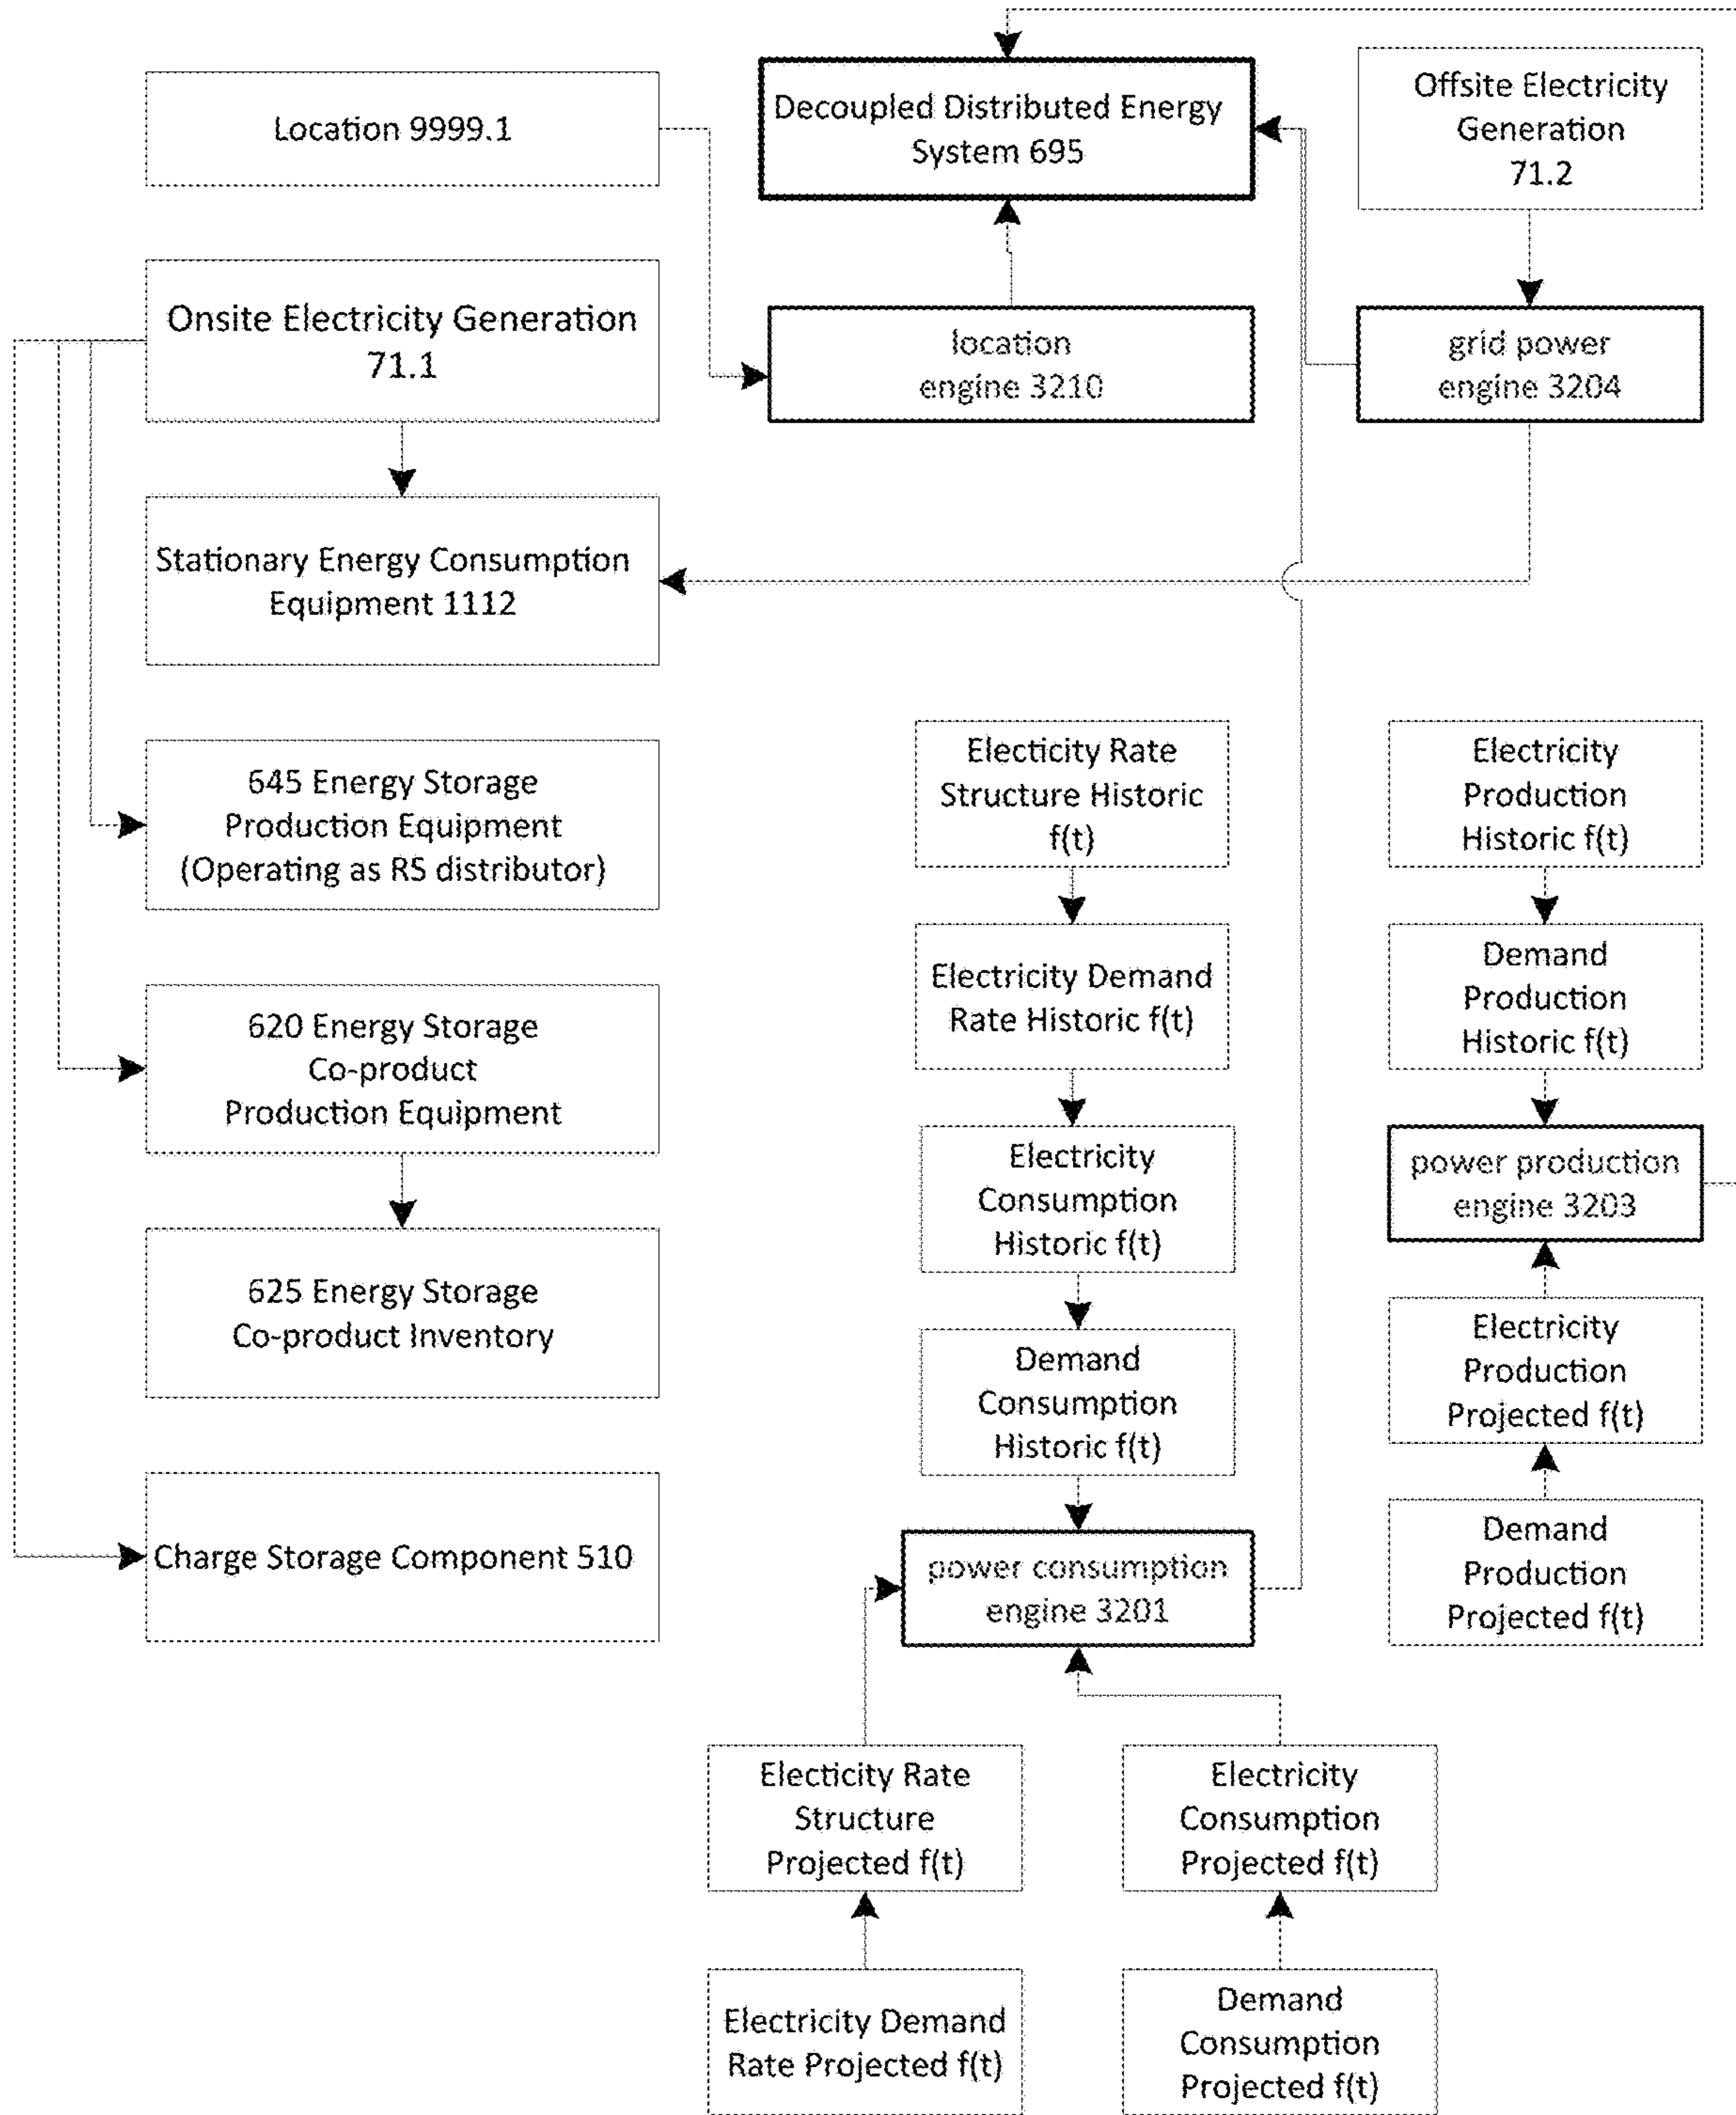 Location 9999.1
Decoupled Distributed Energy
System 695
Offsite Electricity
Generation
71.2
Onsite Electricity Generation
71.1
location
engine 3210
grid power
engine 3204
Stationary Energy Consumption
Equipment 1112
645 Energy Storage
Production Equipment
(Operating as RS distributor)
Electicity Rate
Structure Historic
f(t)
Electricity
Production
Historic f(t)
Electricity Demand
Rate Historic f(t)
Demand
Production
Historic f(t)
620 Energy Storage
Co-product
Production Equipment
Electricity
Consumption
Historic f(t)
power production
engine 3203
625 Energy Storage
Co-product Inventory
Demand
Consumption
Historic f(t)
Electricity
Production
Projected f(t)
Charge Storage Component 510
power consumption
engine 3201
Demand
Production
Projected f(t)
Electicity Rate
Structure
Projected f(t)
Electricity
Consumption
Projected f(t)
Electricity Demand
Rate Projected f(t)
Demand
Consumption
Projected f(t)